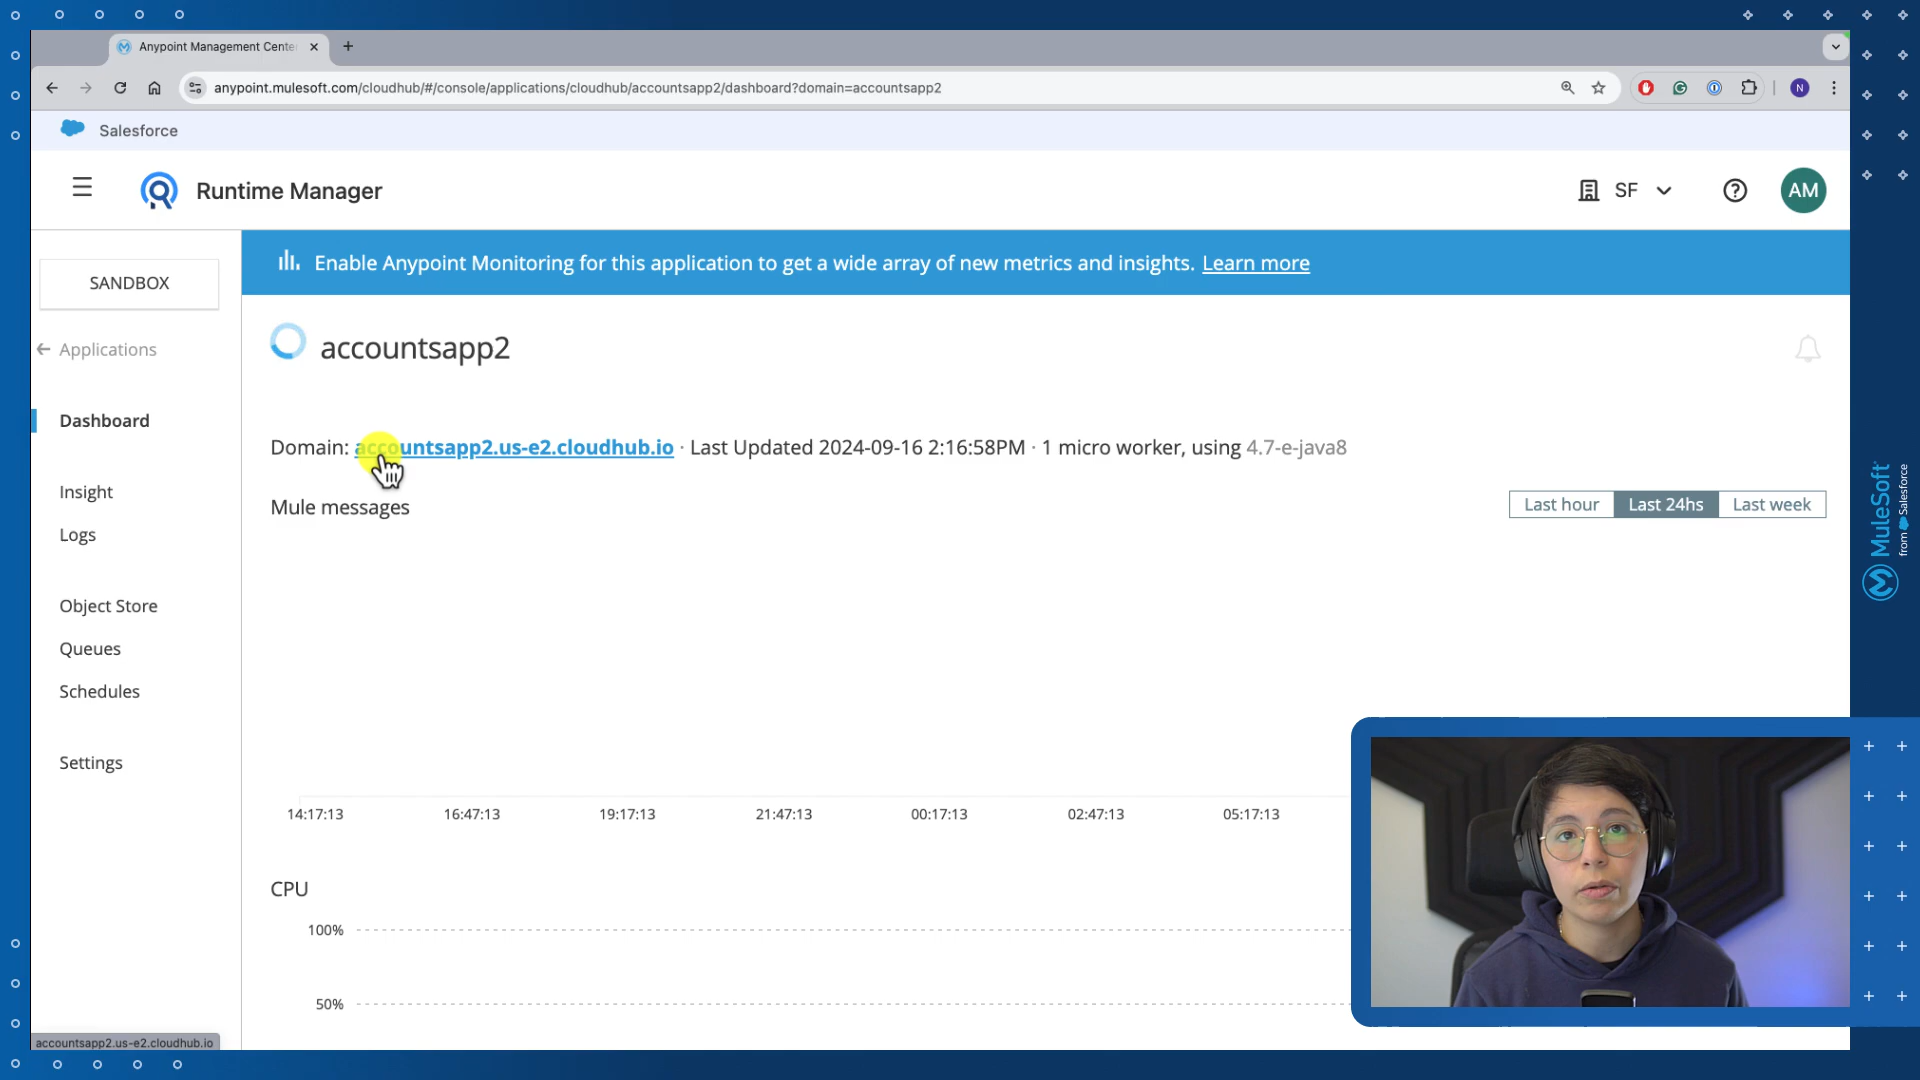 Anypoint Management Cente
anypoint.mulesoft.com/cloudhub/#/console/applications/cloudhub/accountsapp2/dashboard?domain=accountsapp2
N
Salesforce
Runtime Manager
SF
AM
SANDBOX
Enable Anypoint Monitoring for this application to get a wide array of new metrics and insights. Learn more
Applications
accountsapp2
Dashboard
Domain: accountsapp2.us-e2.cloudhub.io · Last Updated 2024-09-16 2:16:58PM · 1 micro worker, using 4.7-e-java8
Insight
Mule messages
Last hour
Last 24hs
Last week
Logs
Object Store
Queues
Schedules
Settings
14:17:13
16:47:13
19:17:13
21:47:13
00:17:13
02:47:13
05:17:13
CPU
100%
50%
accountsapp2.us-e2.cloudhub.io
MuleSoft
from Salesforce